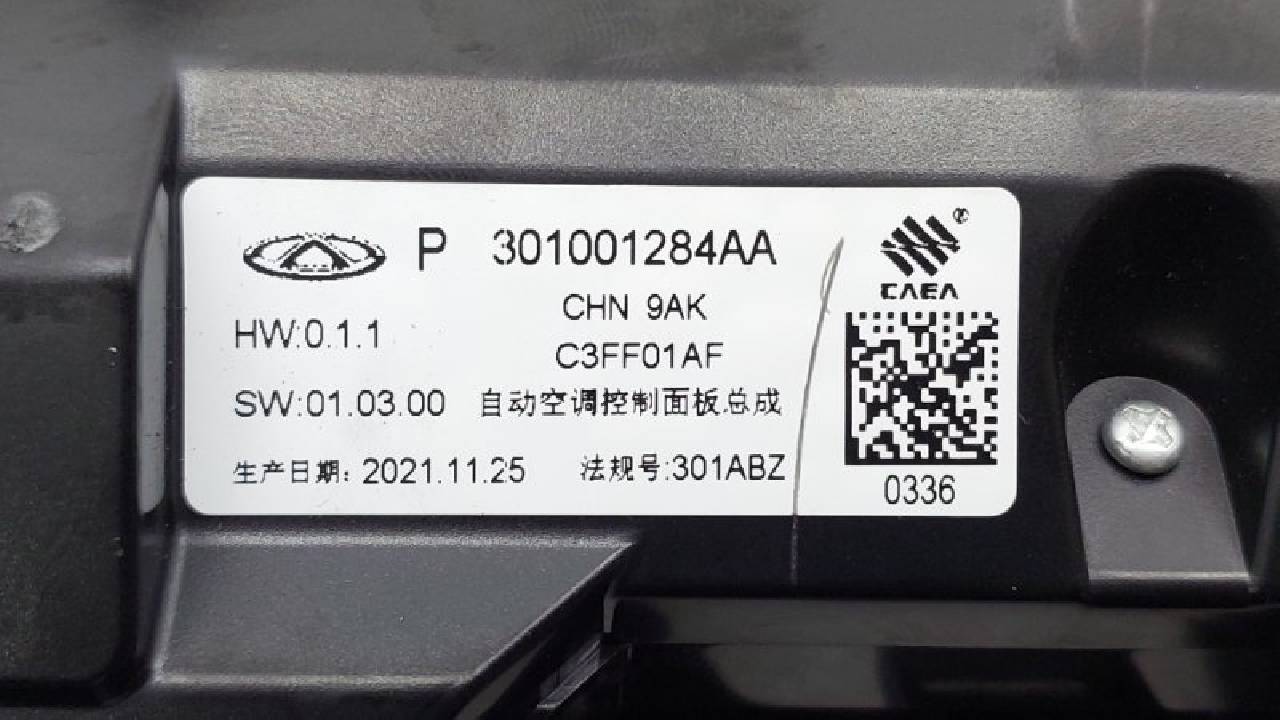 P 301001284AA
CHN 9AK
HW:0.1.1
C3FF01AF
SW:01.03.00 自动空调控制面板总成
生产日期: 2021.11.25 法规号:301ABZ
CAEA
0336